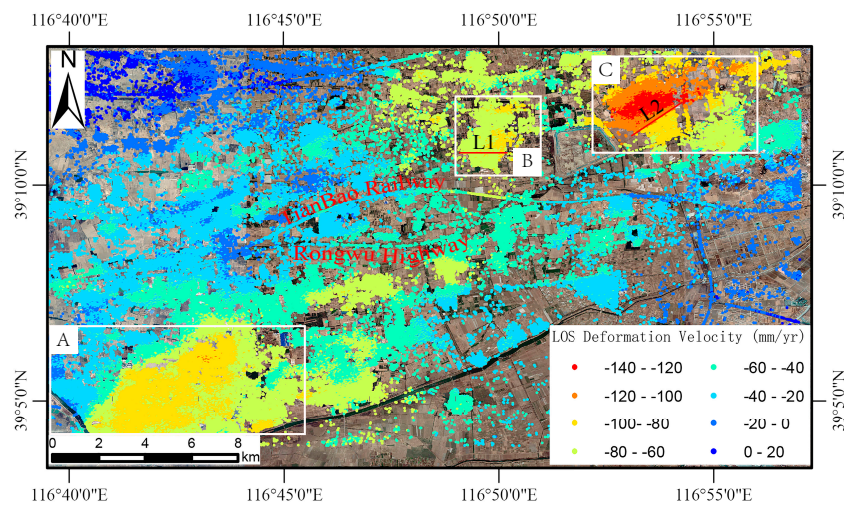 116°40'0"E 116°45'0"E 116°50'0"E 116°55'0"E
N
C
L2
L1
B
39°10'0"N 39°10'0"N
TianBao Railway
Rongwu Highway
A
LOS Deformation Velocity (mm/yr)
-140 - -120 -60 - -40
-120 - -100 -40 - -20
-100- -80 -20 - 0
-80 - -60 0 - 20
39°5'0"N 39°5'0"N
0 2 4 6 8
km
116°40'0"E 116°45'0"E 116°50'0"E 116°55'0"E